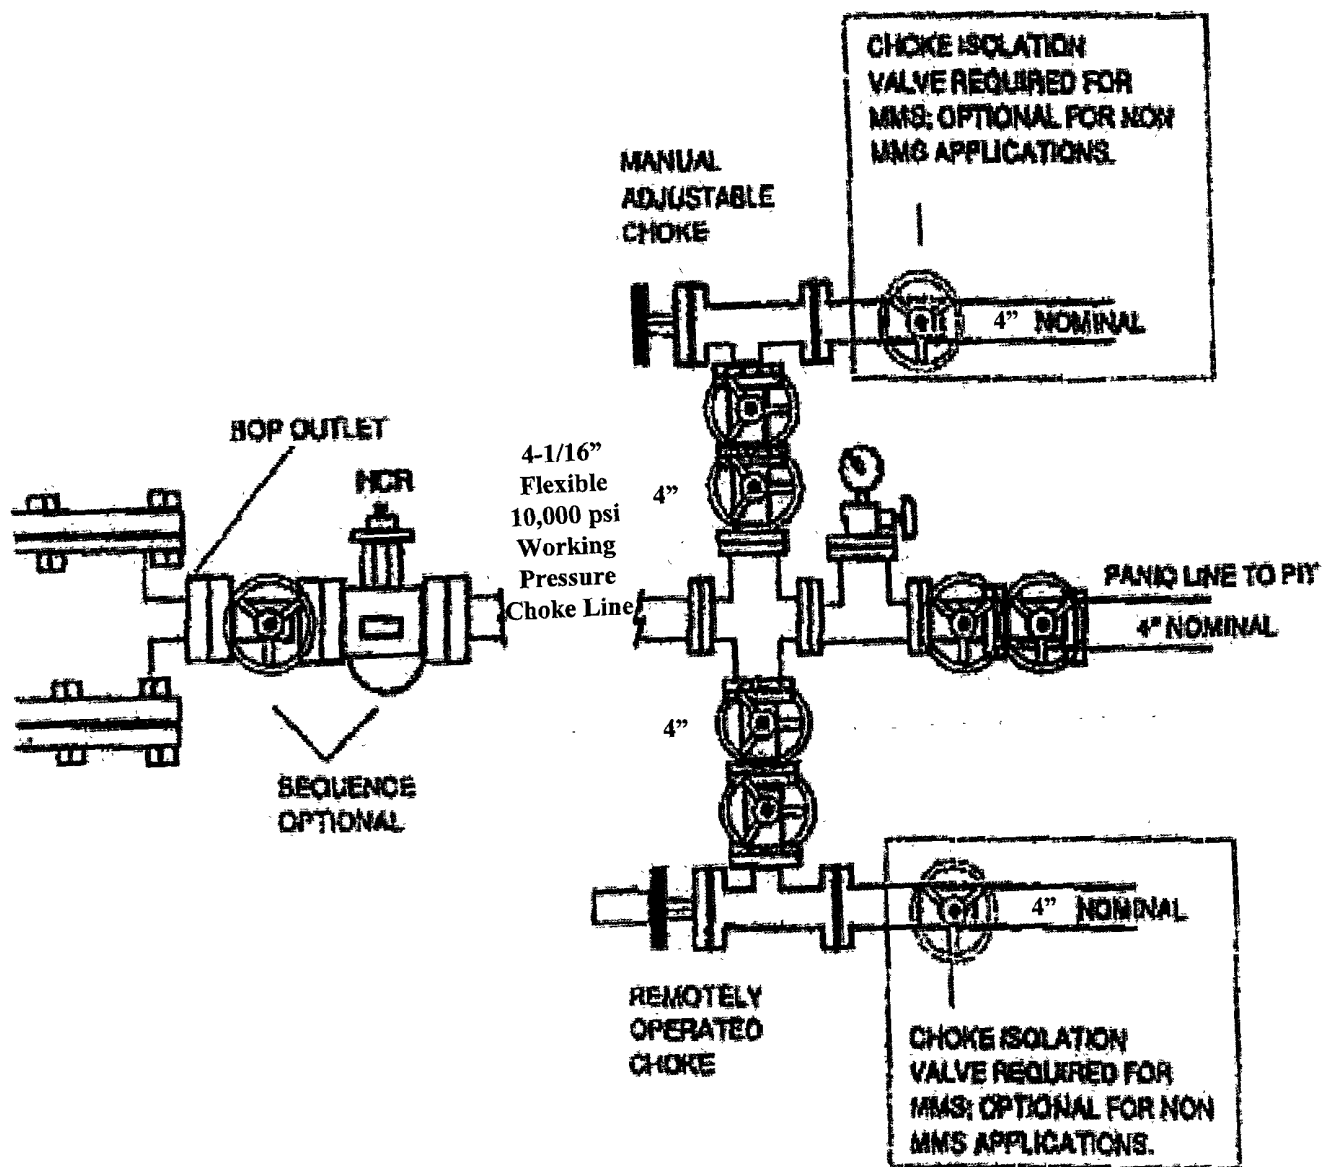 CHOKE ISOLATION
VALVE REQUIRED FOR
MMS; OPTIONAL FOR NON
MMS APPLICATIONS.
MANUAL
ADJUSTABLE
CHOKE
4” NOMINAL
BOP OUTLET
HCR
4-1/16”
Flexible
10,000 psi
Working
Pressure
Choke Line
4”
PANIC LINE TO PIT
4" NOMINAL
4”
SEQUENCE
OPTIONAL
4” NOMINAL
REMOTELY
OPERATED
CHOKE
CHOKE ISOLATION
VALVE REQUIRED FOR
MMS; OPTIONAL FOR NON
MMS APPLICATIONS.